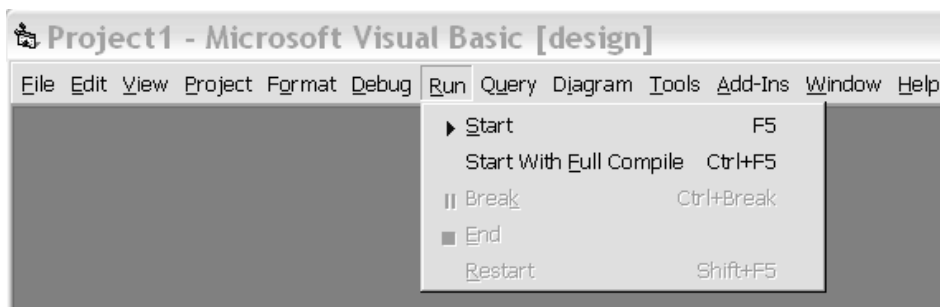 Project1 - Microsoft Visual Basic [design]
File Edit View Project Format Debug Run Query Diagram Tools Add-Ins Window Help
Start F5
Start With Full Compile Ctrl+F5
Break Ctrl+Break
End
Restart Shift+F5